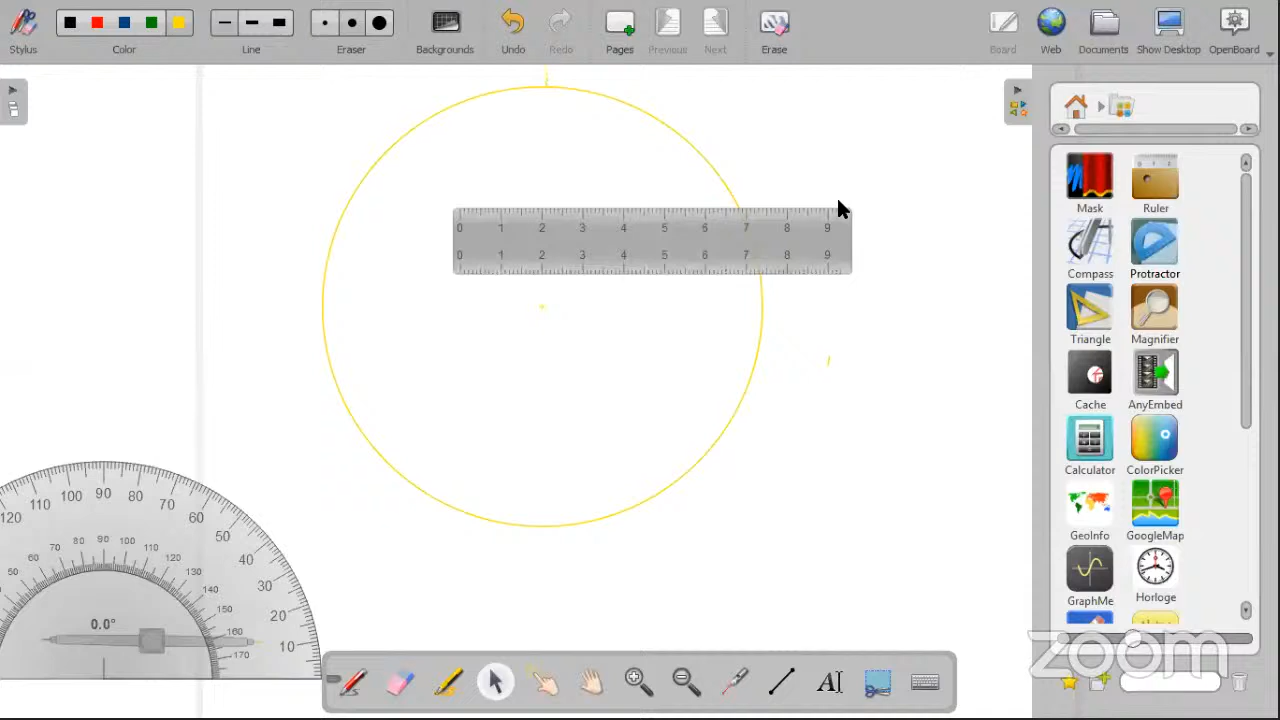 Stylus Color Line Eraser Backgrounds Undo Redo Pages Previous Next Erase Board Web Documents Show Desktop OpenBoard
0 1 2 3 4 5 6 7 8 9
0 1 2 3 4 5 6 7 8 9
Mask Ruler
Compass Protractor
Triangle Magnifier
Cache AnyEmbed
Calculator ColorPicker
GeoInfo GoogleMap
GraphMe Horloge
120 110 100 90 80 70 60 50 40 30 20 10
50 60 70 80 90 100 110 120 130 140 150 160 170
0.0°
zoom